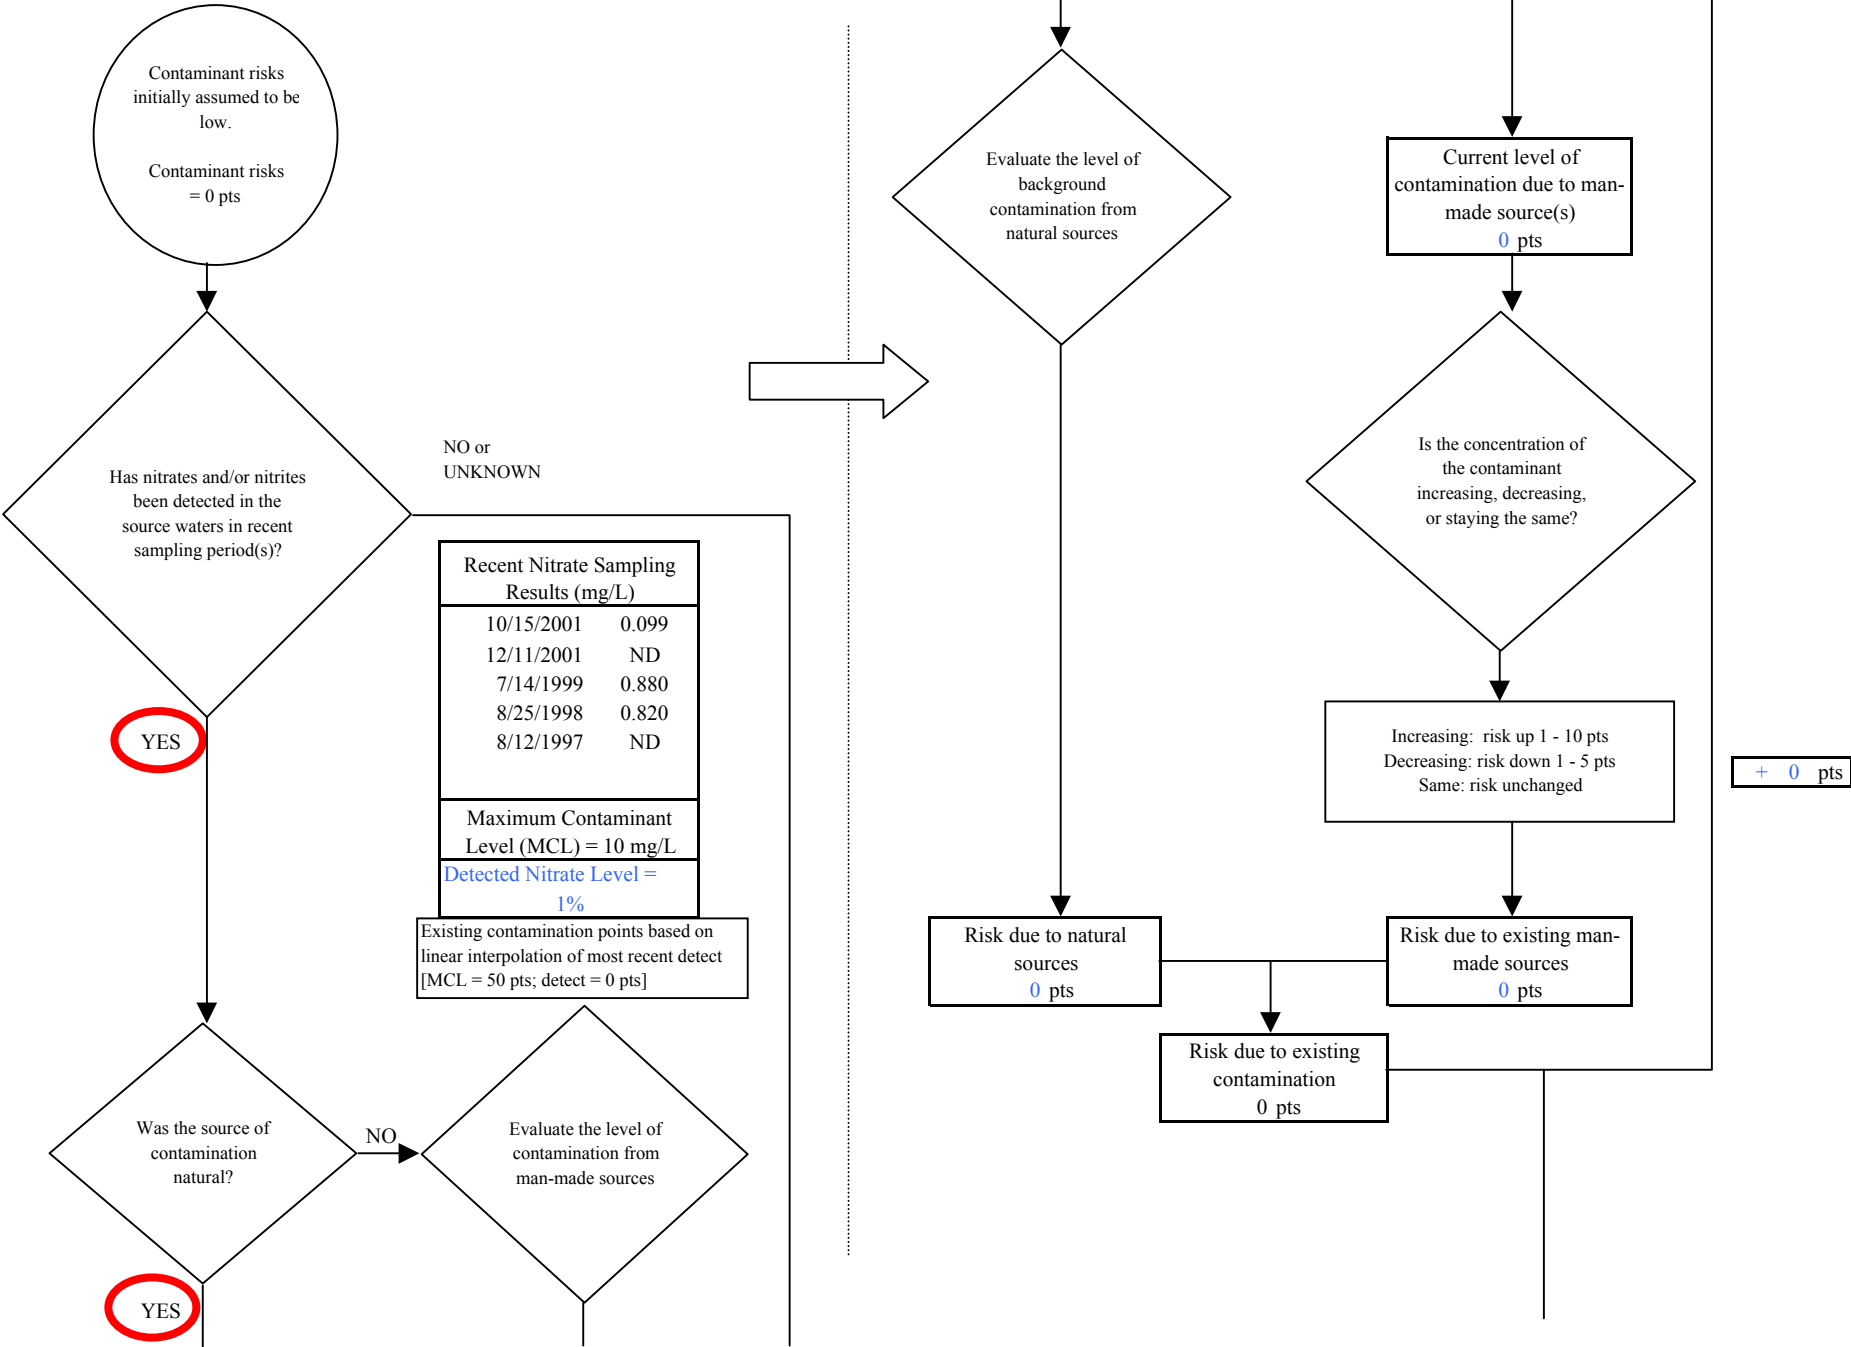 Contaminant risks
initially assumed to be
low.
Contaminant risks
= 0 pts
Has nitrates and/or nitrites
been detected in the
source waters in recent
sampling period(s)?
NO or
UNKNOWN
YES
Recent Nitrate Sampling
Results (mg/L)
10/15/2001 0.099
12/11/2001 ND
7/14/1999 0.880
8/25/1998 0.820
8/12/1997 ND
Maximum Contaminant
Level (MCL) = 10 mg/L
Detected Nitrate Level =
1%
Existing contamination points based on
linear interpolation of most recent detect
[MCL = 50 pts; detect = 0 pts]
Was the source of
contamination
natural?
NO
YES
Evaluate the level of
contamination from
man-made sources
Evaluate the level of
background
contamination from
natural sources
Current level of
contamination due to man-
made source(s)
0 pts
Is the concentration of
the contaminant
increasing, decreasing,
or staying the same?
Increasing: risk up 1 - 10 pts
Decreasing: risk down 1 - 5 pts
Same: risk unchanged
+ 0 pts
Risk due to natural
sources
0 pts
Risk due to existing man-
made sources
0 pts
Risk due to existing
contamination
0 pts